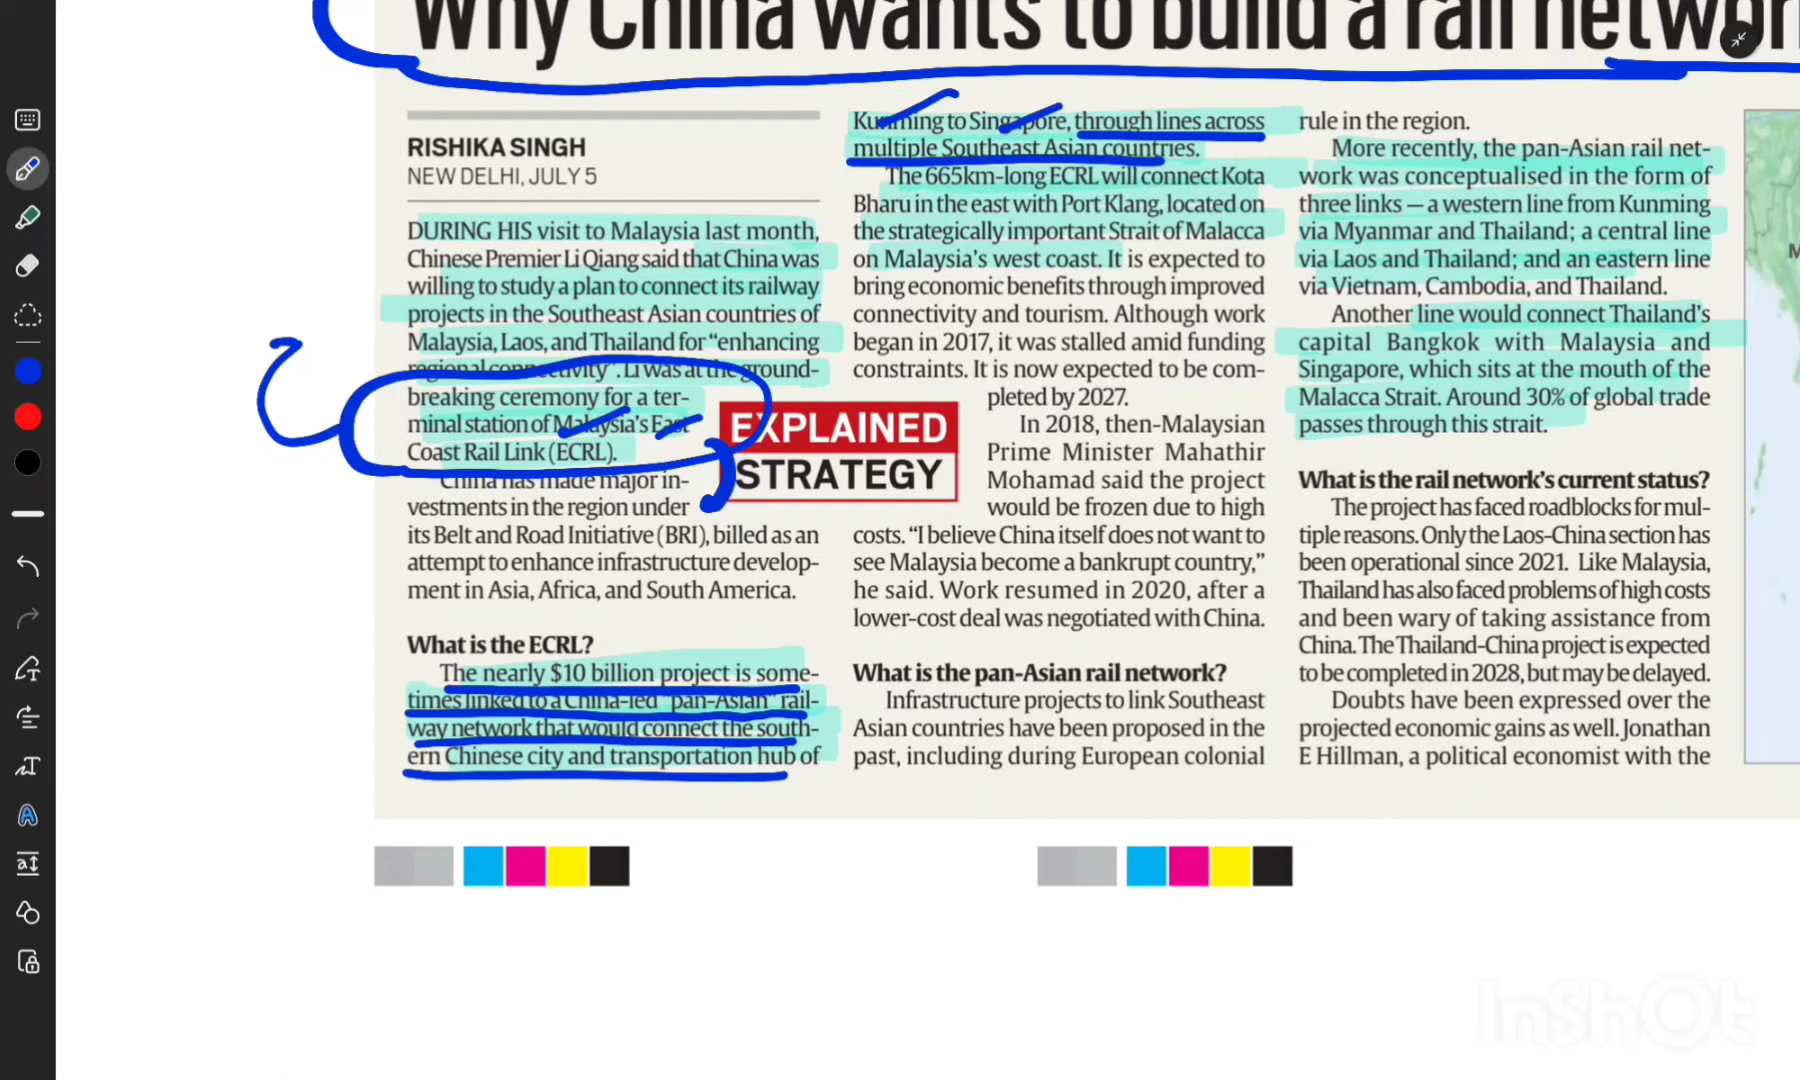 Why China wants to build a rail
RISHIKA SINGH
NEW DELHI, JULY 5
DURING HIS visit to Malaysia last month,
Chinese Premier Li Qiang said that China was
willing to study a plan to connect its railway
projects in the Southeast Asian countries of
Malaysia, Laos, and Thailand for “enhancing
regional connectivity”. Li was at the ground-
breaking ceremony for a ter-
minal station of Malaysia's East
Coast Rail Link (ECRL).
China has made major in-
vestments in the region under
its Belt and Road Initiative (BRI), billed as an
attempt to enhance infrastructure develop-
ment in Asia, Africa, and South America.
What is the ECRL?
The nearly $10 billion project is some-
times linked to a China-led “pan-Asian” rail-
way network that would connect the south-
ern Chinese city and transportation hub of
Kunming to Singapore, through lines across
multiple Southeast Asian countries.
The 665km-long ECRL will connect Kota
Bharu in the east with Port Klang, located on
the strategically important Strait of Malacca
on Malaysia's west coast. It is expected to
bring economic benefits through improved
connectivity and tourism. Although work
began in 2017, it was stalled amid funding
constraints. It is now expected to be com-
pleted by 2027.
EXPLAINED
STRATEGY
In 2018, then-Malaysian
Prime Minister Mahathir
Mohamad said the project
would be frozen due to high
costs. “I believe China itself does not want to
see Malaysia become a bankrupt country,”
he said. Work resumed in 2020, after a
lower-cost deal was negotiated with China.
What is the pan-Asian rail network?
Infrastructure projects to link Southeast
Asian countries have been proposed in the
past, including during European colonial
rule in the region.
More recently, the pan-Asian rail net-
work was conceptualised in the form of
three links — a western line from Kunming
via Myanmar and Thailand; a central line
via Laos and Thailand; and an eastern line
via Vietnam, Cambodia, and Thailand.
Another line would connect Thailand's
capital Bangkok with Malaysia and
Singapore, which sits at the mouth of the
Malacca Strait. Around 30% of global trade
passes through this strait.
What is the rail network's current status?
The project has faced roadblocks for mul-
tiple reasons. Only the Laos-China section has
been operational since 2021. Like Malaysia,
Thailand has also faced problems of high costs
and been wary of taking assistance from
China. The Thailand-China project is expected
to be completed in 2028, but may be delayed.
Doubts have been expressed over the
projected economic gains as well. Jonathan
E Hillman, a political economist with the
InShOt